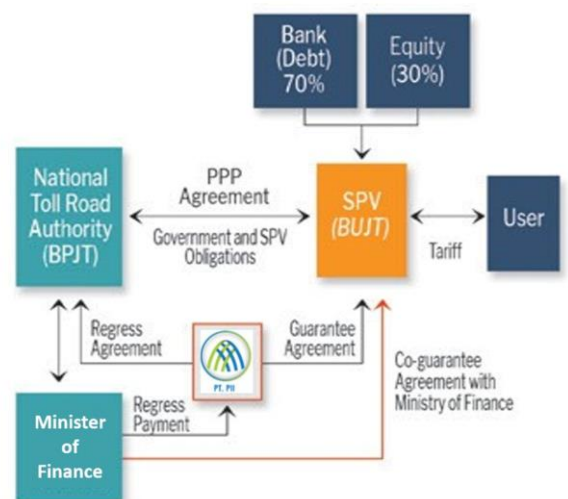 Bank
(Debt)
70%
Equity
(30%)
National
Toll Road
Authority
(BPJT)
PPP
Agreement
Government and SPV
Obligations
SPV
(BUJT)
Tariff
User
Regress
Agreement
PT. PII
Guarantee
Agreement
Co-guarantee
Agreement with
Ministry of Finance
Regress
Payment
Minister
of
Finance